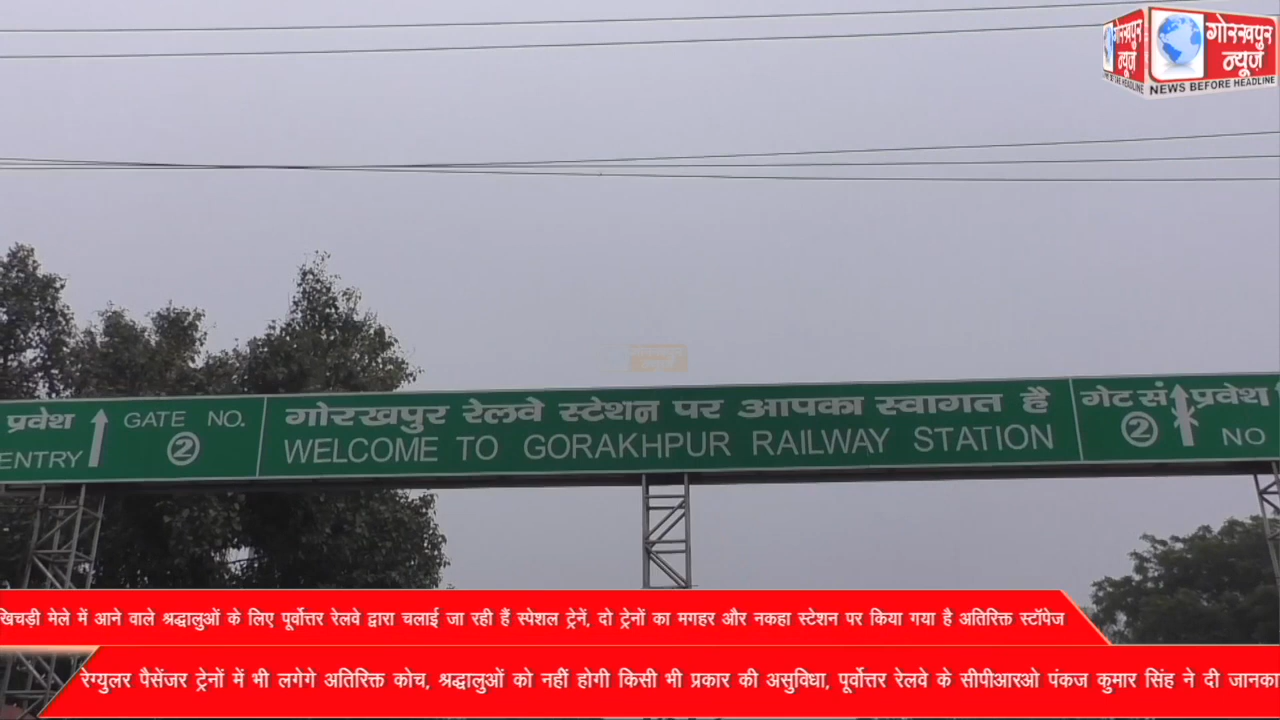 गोरखपुर
न्यूज़
गोरखपुर
न्यूज़
NEWS BEFORE HEADLINE
प्रवेश
ENTRY
GATE NO.
2
गोरखपुर रेलवे स्टेशन पर आपका स्वागत है
WELCOME TO GORAKHPUR RAILWAY STATION
गेट सं
2
प्रवेश
NO
खिचड़ी मेले में आने वाले श्रद्धालुओं के लिए पूर्वोत्तर रेलवे द्वारा चलाई जा रही हैं स्पेशल ट्रेनें, दो ट्रेनों का मगहर और नकहा स्टेशन पर किया गया है अतिरिक्त स्टॉपेज
रेग्युलर पैसेंजर ट्रेनों में भी लगेगे अतिरिक्त कोच, श्रद्धालुओं को नहीं होगी किसी भी प्रकार की असुविधा, पूर्वोत्तर रेलवे के सीपीआरओ पंकज कुमार सिंह ने दी जानका